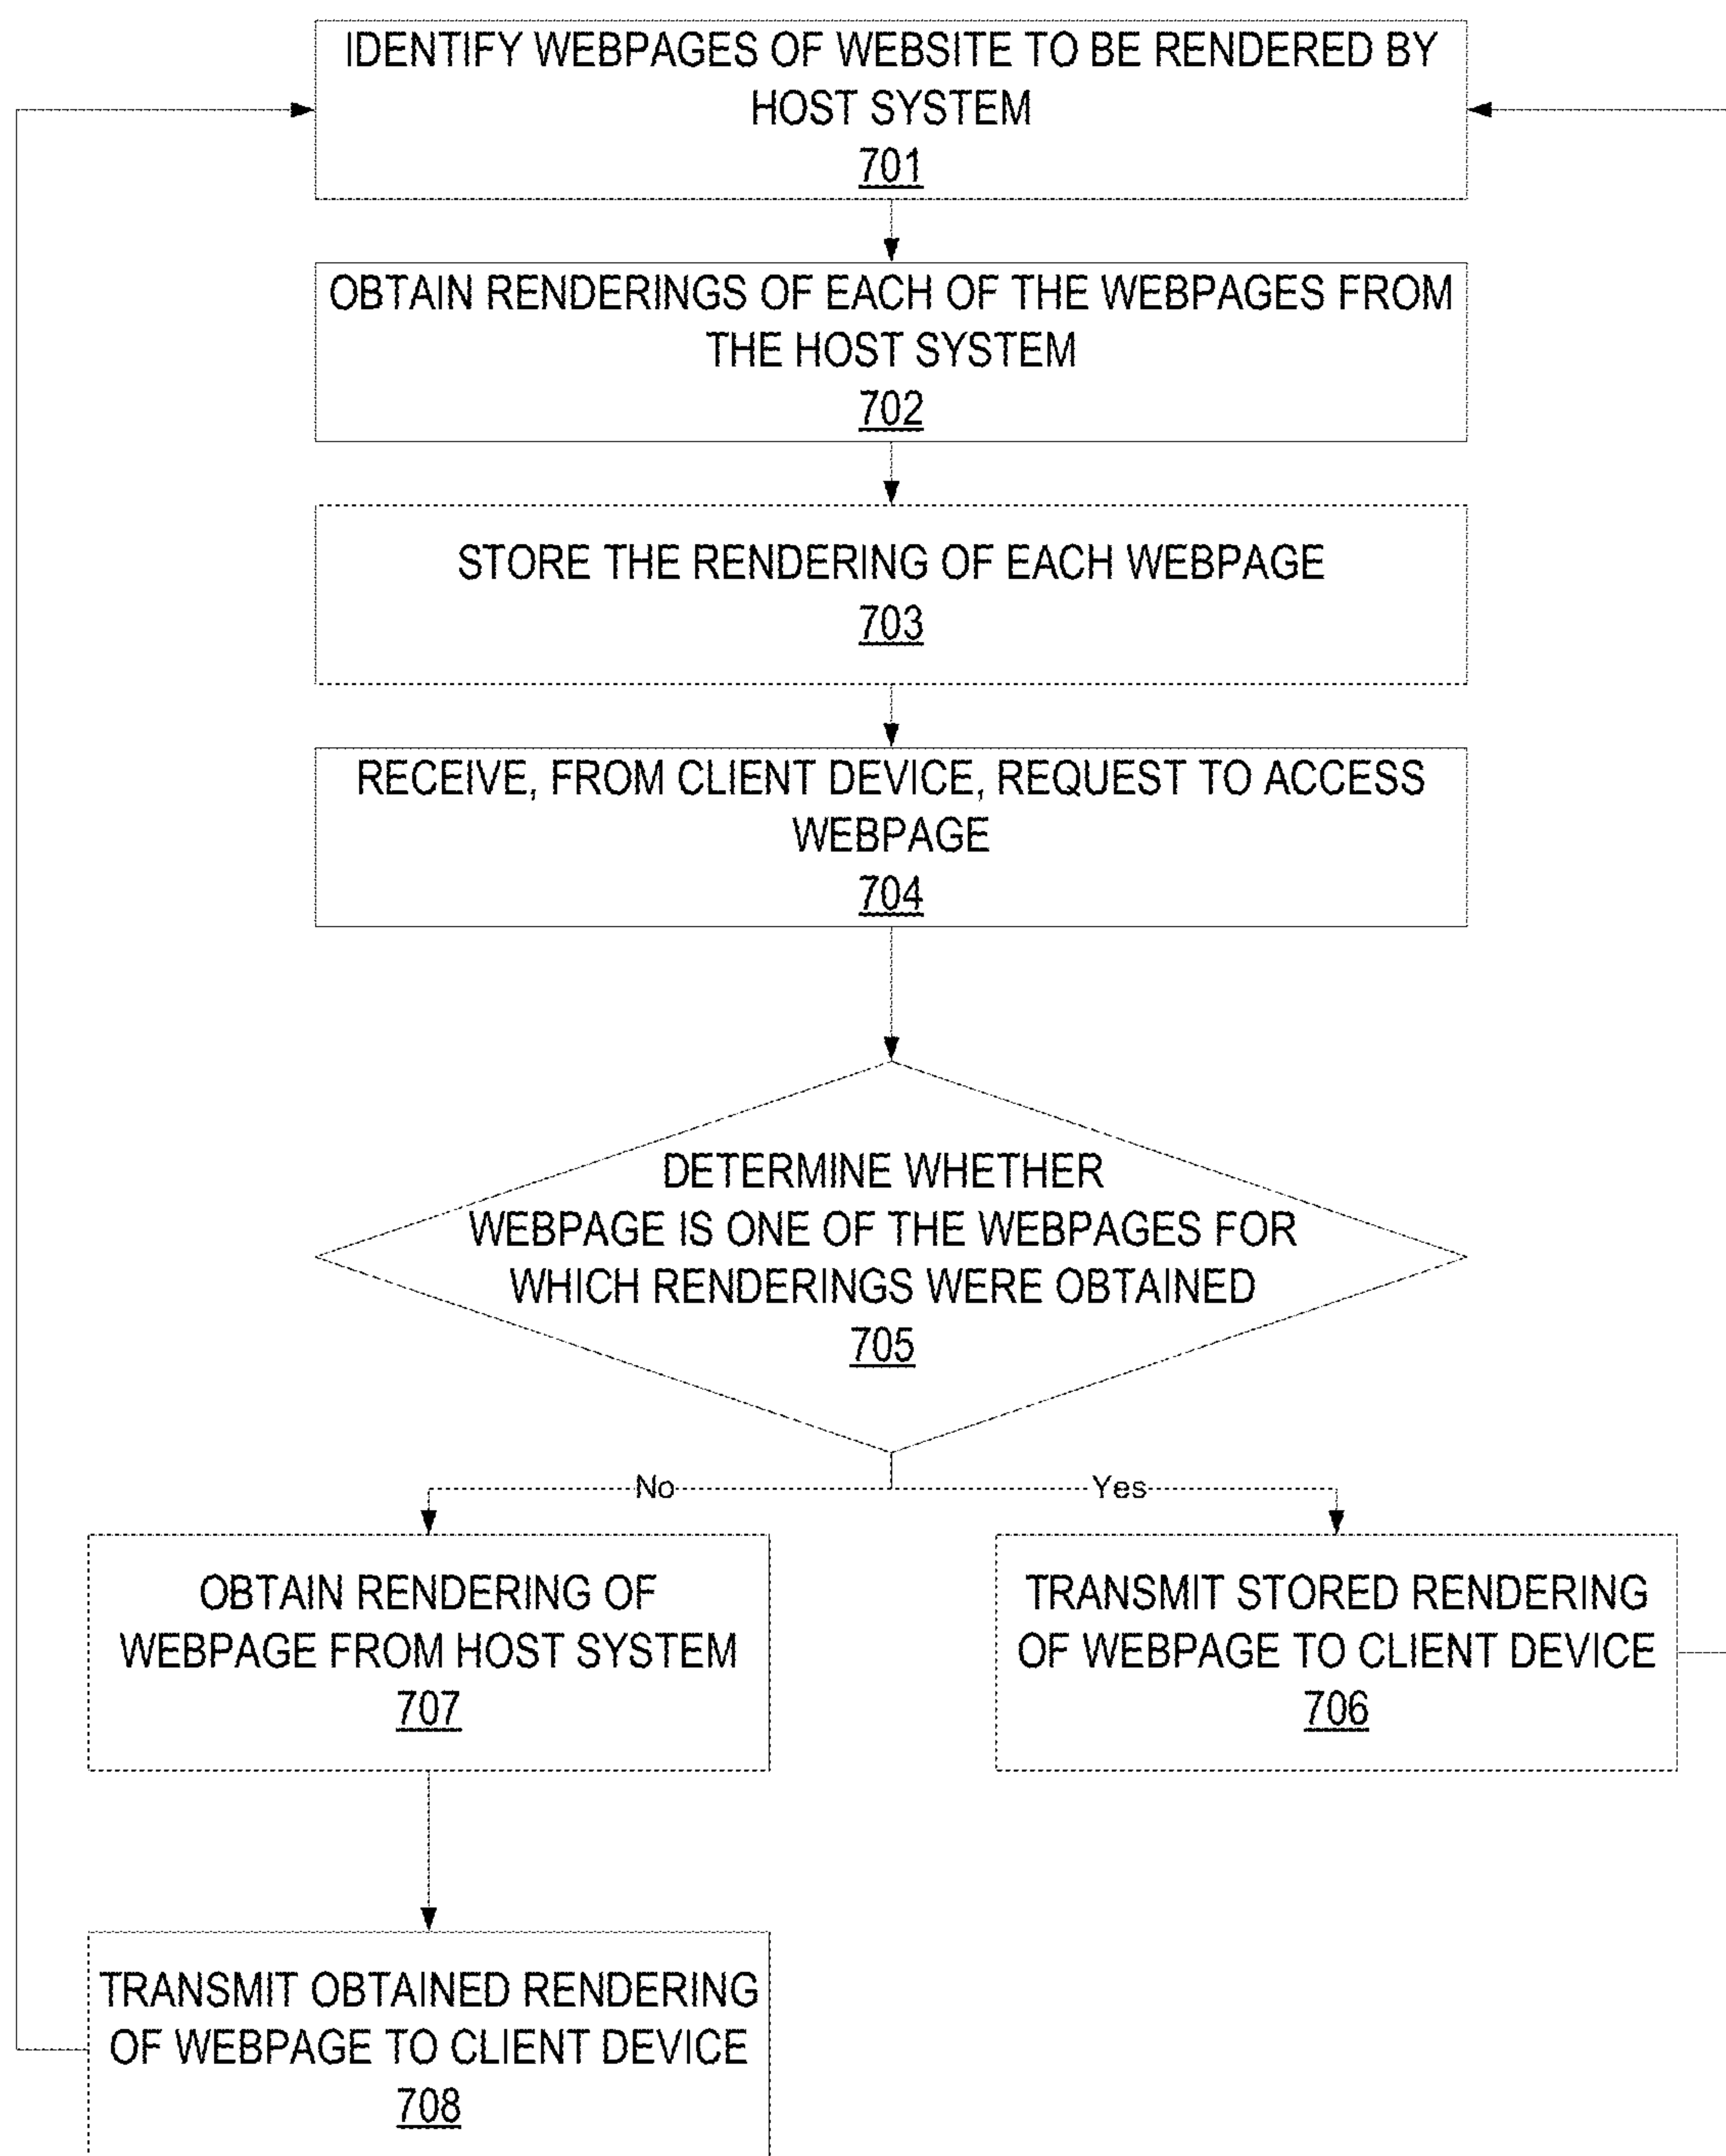 IDENTIFY WEBPAGES OF WEBSITE TO BE RENDERED BY
HOST SYSTEM
701
OBTAIN RENDERINGS OF EACH OF THE WEBPAGES FROM
THE HOST SYSTEM
702
STORE THE RENDERING OF EACH WEBPAGE
703
RECEIVE, FROM CLIENT DEVICE, REQUEST TO ACCESS
WEBPAGE
704
DETERMINE WHETHER
WEBPAGE IS ONE OF THE WEBPAGES FOR
WHICH RENDERINGS WERE OBTAINED
705
No
Yes
OBTAIN RENDERING OF
WEBPAGE FROM HOST SYSTEM
707
TRANSMIT STORED RENDERING
OF WEBPAGE TO CLIENT DEVICE
706
TRANSMIT OBTAINED RENDERING
OF WEBPAGE TO CLIENT DEVICE
708